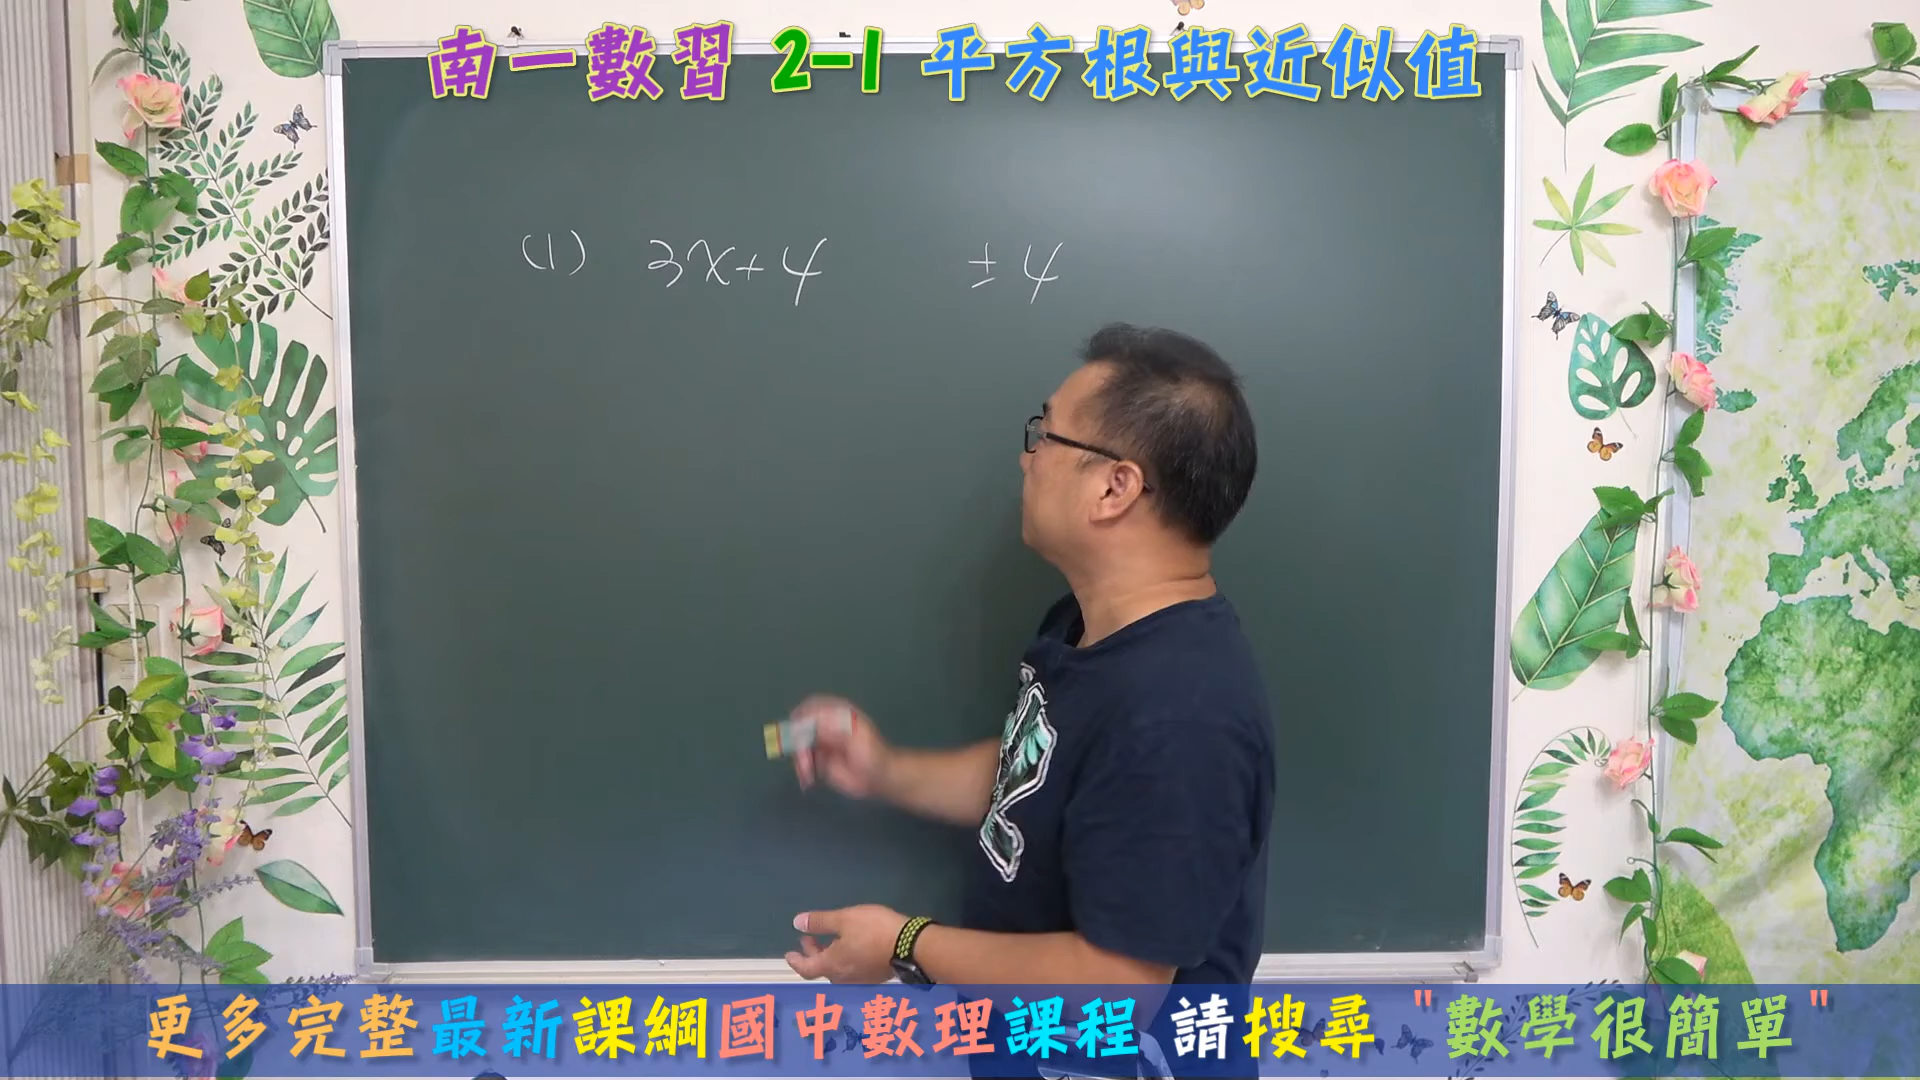 南一數習 2-1 平方根與近似值
(1) 3x+4 ±4
更多完整最新課綱國中數理課程 請搜尋 "數學很簡單"